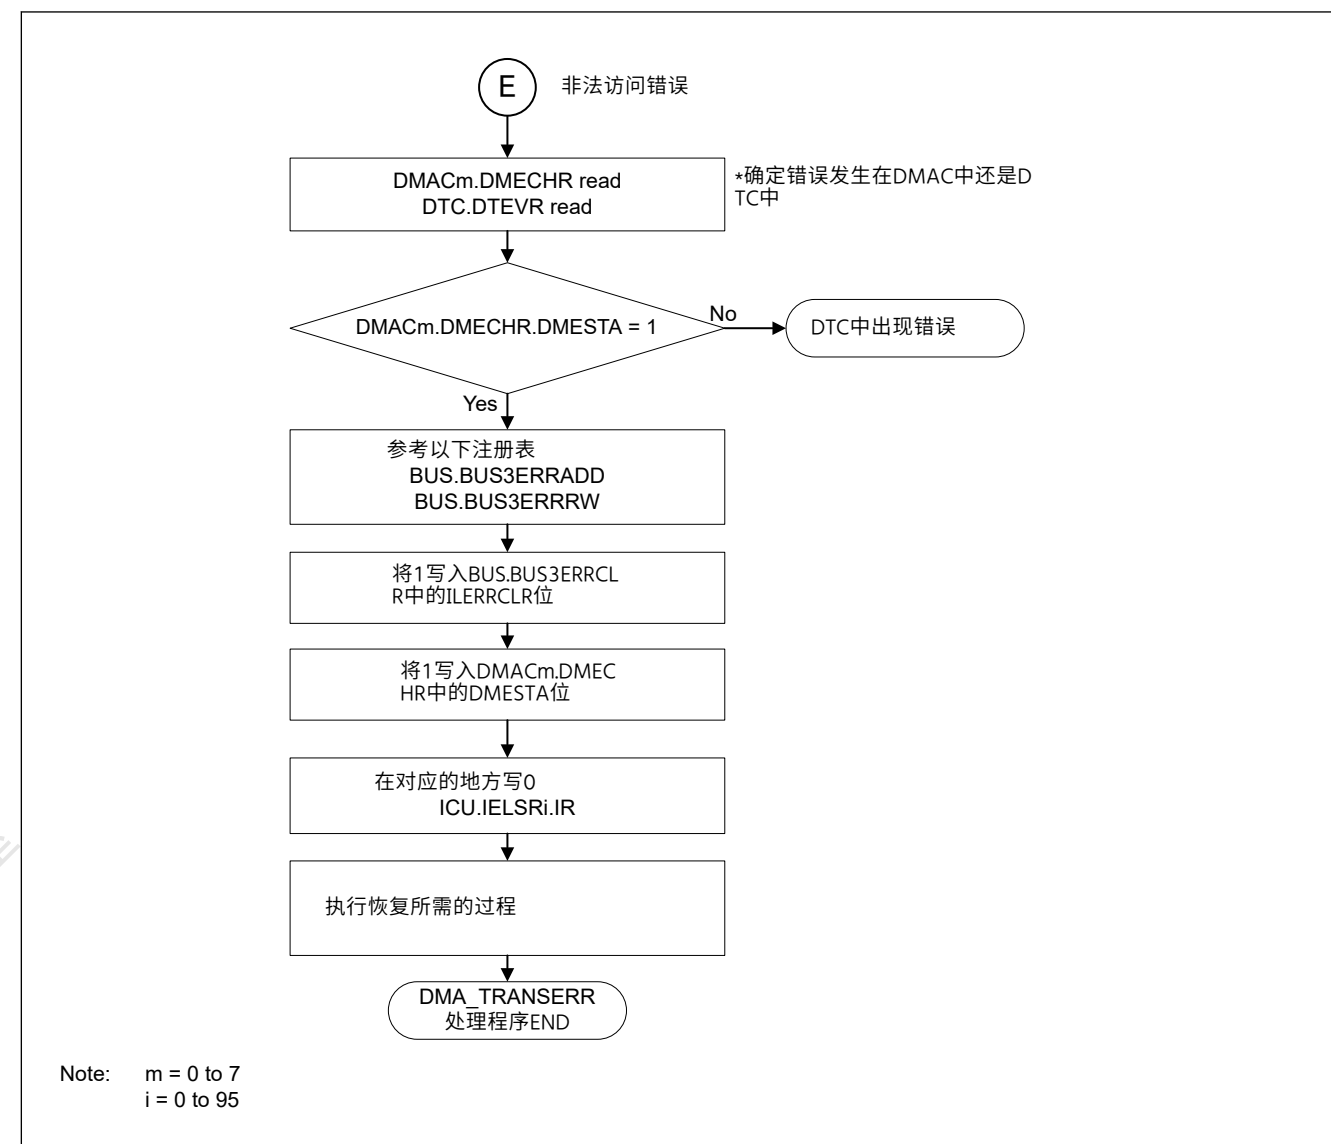 E
非法访问错误
DMACm.DMECHR read
DTC.DTEVR read
*确定错误发生在DMAC中还是D
TC中
DMACm.DMECHR.DMESTA = 1
No
DTC中出现错误
Yes
参考以下注册表
BUS.BUS3ERRADD
BUS.BUS3ERRRW
将1写入BUS.BUS3ERRCL
R中的ILERRCLR位
将1写入DMACm.DMEC
HR中的DMESTA位
在对应的地方写0
ICU.IELSRi.IR
执行恢复所需的过程
DMA_TRANSERR
处理程序END
Note: m = 0 to 7
i = 0 to 95